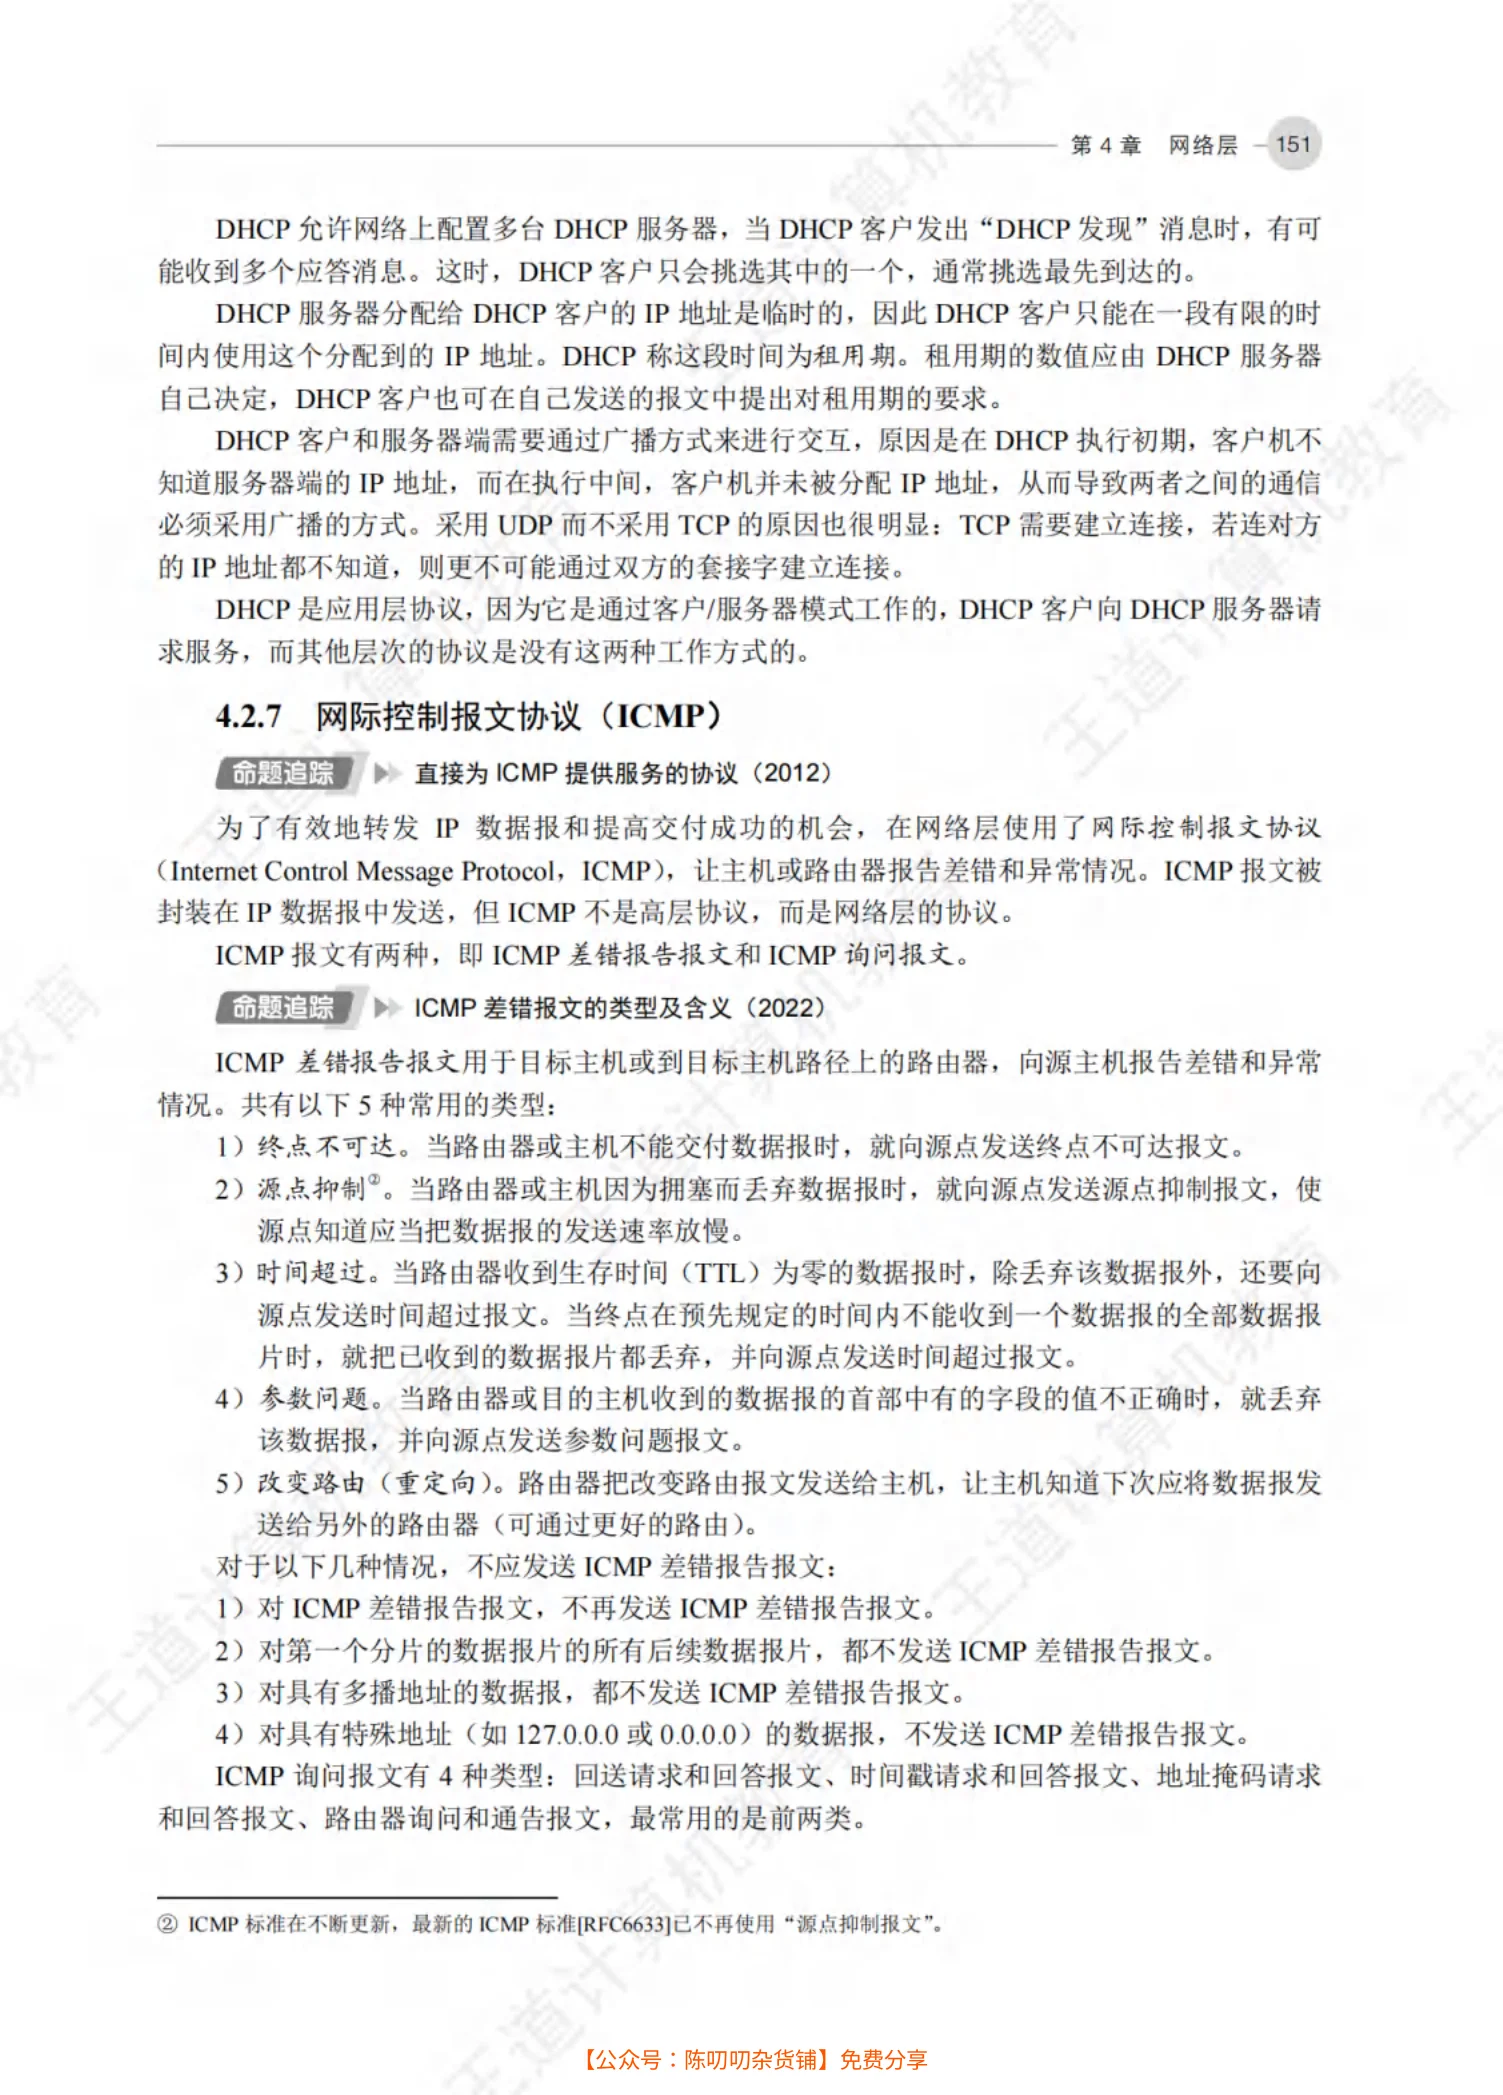 第 4 章 网络层 151
DHCP 允许网络上配置多台 DHCP 服务器，当 DHCP 客户发出“DHCP 发现”消息时，有可
能收到多个应答消息。这时，DHCP 客户只会挑选其中的一个，通常挑选最先到达的。
DHCP 服务器分配给 DHCP 客户的 IP 地址是临时的，因此 DHCP 客户只能在一段有限的时
间内使用这个分配到的 IP 地址。DHCP 称这段时间为租用期。租用期的数值应由 DHCP 服务器
自己决定，DHCP 客户也可在自己发送的报文中提出对租用期的要求。
DHCP 客户和服务器端需要通过广播方式来进行交互，原因是在 DHCP 执行初期，客户机不
知道服务器端的 IP 地址，而在执行中间，客户机并未被分配 IP 地址，从而导致两者之间的通信
必须采用广播的方式。采用 UDP 而不采用 TCP 的原因也很明显：TCP 需要建立连接，若连对方
的 IP 地址都不知道，则更不可能通过双方的套接字建立连接。
DHCP 是应用层协议，因为它是通过客户/服务器模式工作的，DHCP 客户向 DHCP 服务器请
求服务，而其他层次的协议是没有这两种工作方式的。
4.2.7 网际控制报文协议（ICMP）
命题追踪 直接为 ICMP 提供服务的协议（2012）
为了有效地转发 IP 数据报和提高交付成功的机会，在网络层使用了网际控制报文协议
（Internet Control Message Protocol，ICMP），让主机或路由器报告差错和异常情况。ICMP 报文被
封装在 IP 数据报中发送，但 ICMP 不是高层协议，而是网络层的协议。
ICMP 报文有两种，即 ICMP 差错报告报文和 ICMP 询问报文。
命题追踪 ICMP 差错报文的类型及含义（2022）
ICMP 差错报告报文用于目标主机或到目标主机路径上的路由器，向源主机报告差错和异常
情况。共有以下 5 种常用的类型：
1）终点不可达。当路由器或主机不能交付数据报时，就向源点发送终点不可达报文。
2）源点抑制②。当路由器或主机因为拥塞而丢弃数据报时，就向源点发送源点抑制报文，使
源点知道应当把数据报的发送速率放慢。
3）时间超过。当路由器收到生存时间（TTL）为零的数据报时，除丢弃该数据报外，还要向
源点发送时间超过报文。当终点在预先规定的时间内不能收到一个数据报的全部数据报
片时，就把已收到的数据报片都丢弃，并向源点发送时间超过报文。
4）参数问题。当路由器或目的主机收到的数据报的首部中有的字段的值不正确时，就丢弃
该数据报，并向源点发送参数问题报文。
5）改变路由（重定向）。路由器把改变路由报文发送给主机，让主机知道下次应将数据报发
送给另外的路由器（可通过更好的路由）。
对于以下几种情况，不应发送 ICMP 差错报告报文：
1）对 ICMP 差错报告报文，不再发送 ICMP 差错报告报文。
2）对第一个分片的数据报片的所有后续数据报片，都不发送 ICMP 差错报告报文。
3）对具有多播地址的数据报，都不发送 ICMP 差错报告报文。
4）对具有特殊地址（如 127.0.0.0 或 0.0.0.0）的数据报，不发送 ICMP 差错报告报文。
ICMP 询问报文有 4 种类型：回送请求和回答报文、时间戳请求和回答报文、地址掩码请求
和回答报文、路由器询问和通告报文，最常用的是前两类。
② ICMP 标准在不断更新，最新的 ICMP 标准[RFC6633]已不再使用“源点抑制报文”。
【公众号：陈叨叨杂货铺】免费分享